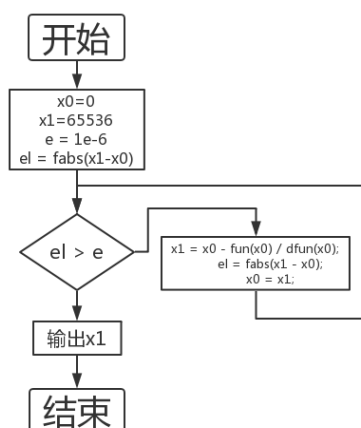 开始
x0=0
x1=65536
e = 1e-6
el = fabs(x1-x0)
el > e
x1 = x0 - fun(x0) / dfun(x0);
el = fabs(x1 - x0);
x0 = x1;
输出x1
结束